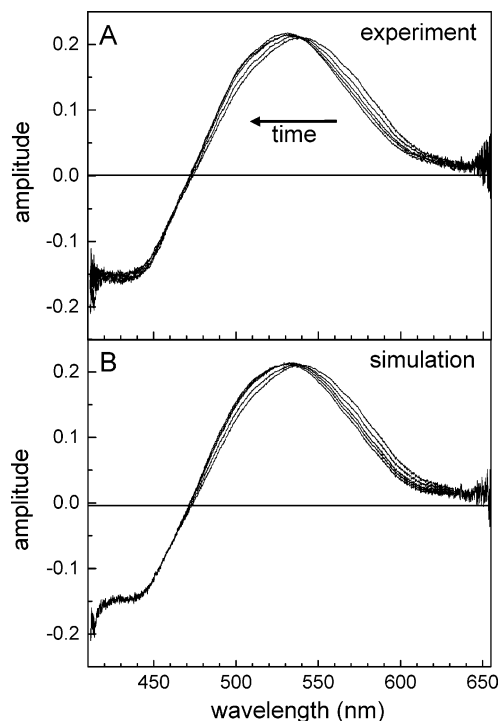 A experiment
0.2
0.1
time
0.0
-0.1
-0.2
amplitude
B simulation
0.2
0.1
0.0
-0.1
-0.2
amplitude
450 500 550 600 650
wavelength (nm)